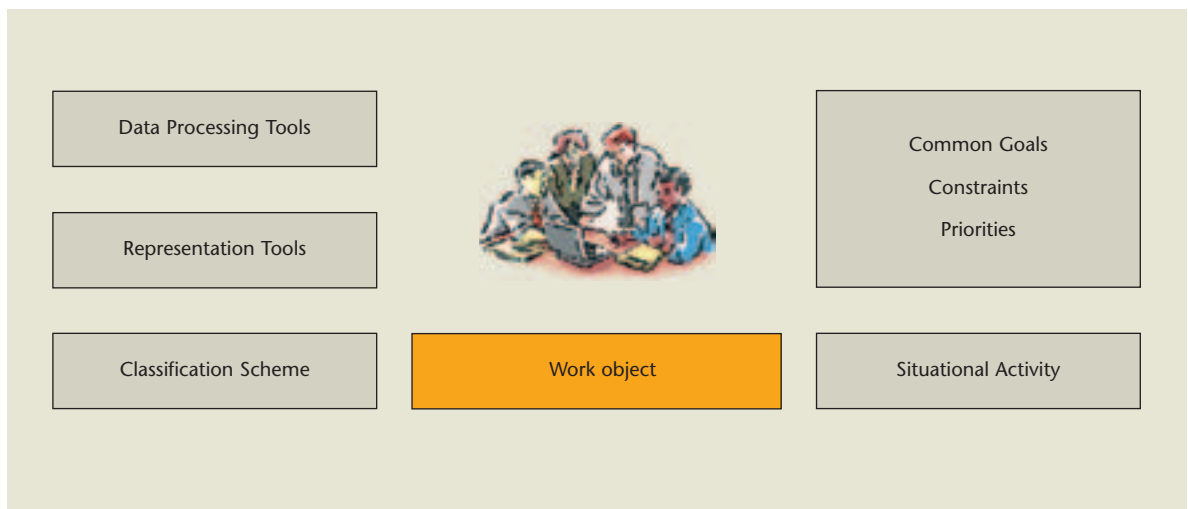 Data Processing Tools
Representation Tools
Classification Scheme
Work object
Common Goals
Constraints
Priorities
Situational Activity